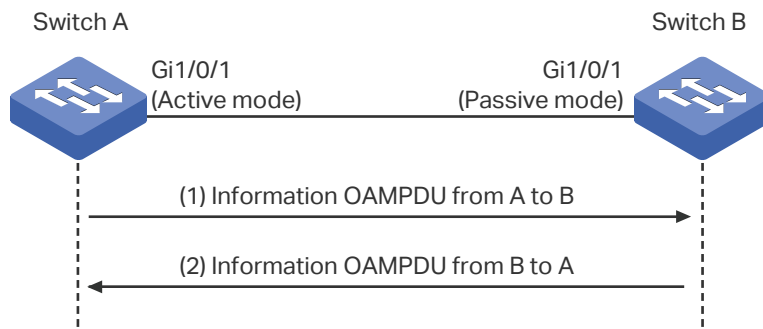 Switch A
Switch B
Gi1/0/1
(Active mode)
Gi1/0/1
(Passive mode)
(1) Information OAMPDU from A to B
(2) Information OAMPDU from B to A